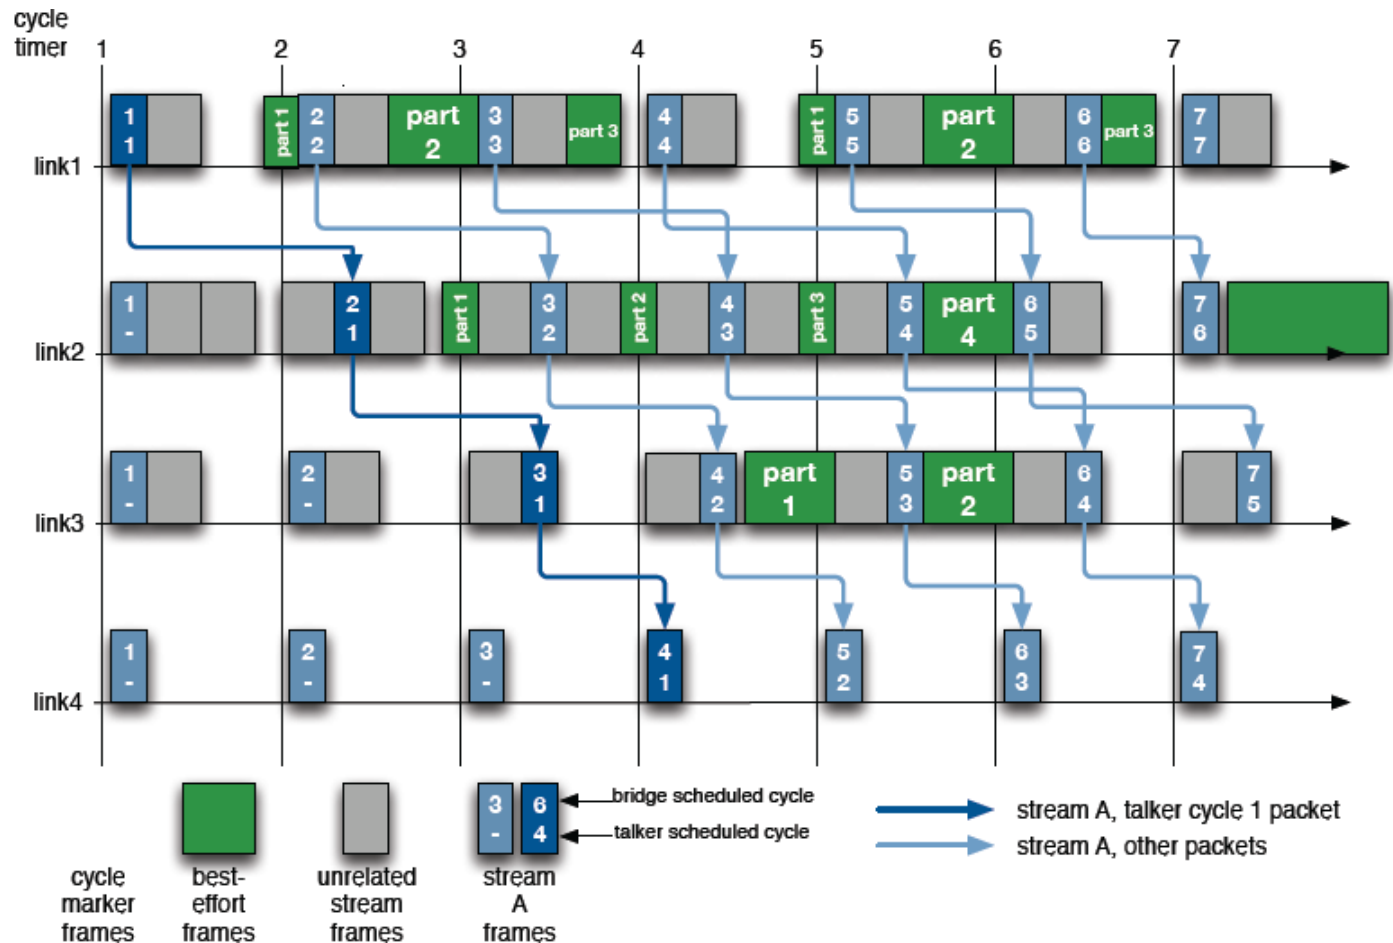 cycle
timer 1 2 3 4 5 6 7
1 part 1 2 part 3 part 3 4 part 1 5 part 6 part 3 7
1 2 2 3 4 5 2 6 7
link1
1 2 part 1 3 part 2 4 part 3 5 part 6 7
- 1 2 3 4 4 5 6
link2
1 2 3 4 part 5 part 6 7
- - 1 2 1 3 2 4 5
link3
1 2 3 4 5 6 7
- - - 1 2 3 4
link4
3 6 bridge scheduled cycle
- 4 talker scheduled cycle
stream A, talker cycle 1 packet
stream A, other packets
cycle
marker
frames
best-
effort
frames
unrelated
stream
frames
stream
A
frames